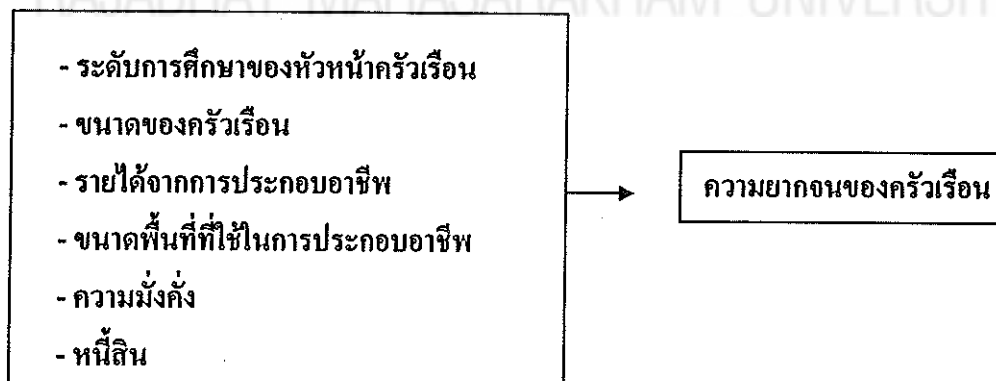 RAJABHAT MAHASARAKHAM UNIVERSIT
- ระดับการศึกษาของหัวหน้าครัวเรือน
- ขนาดของครัวเรือน
- รายได้จากการประกอบอาชีพ
- ขนาดพื้นที่ที่ใช้ในการประกอบอาชีพ
- ความมั่งคั่ง
- หนี้สิน
ความยากจนของครัวเรือน